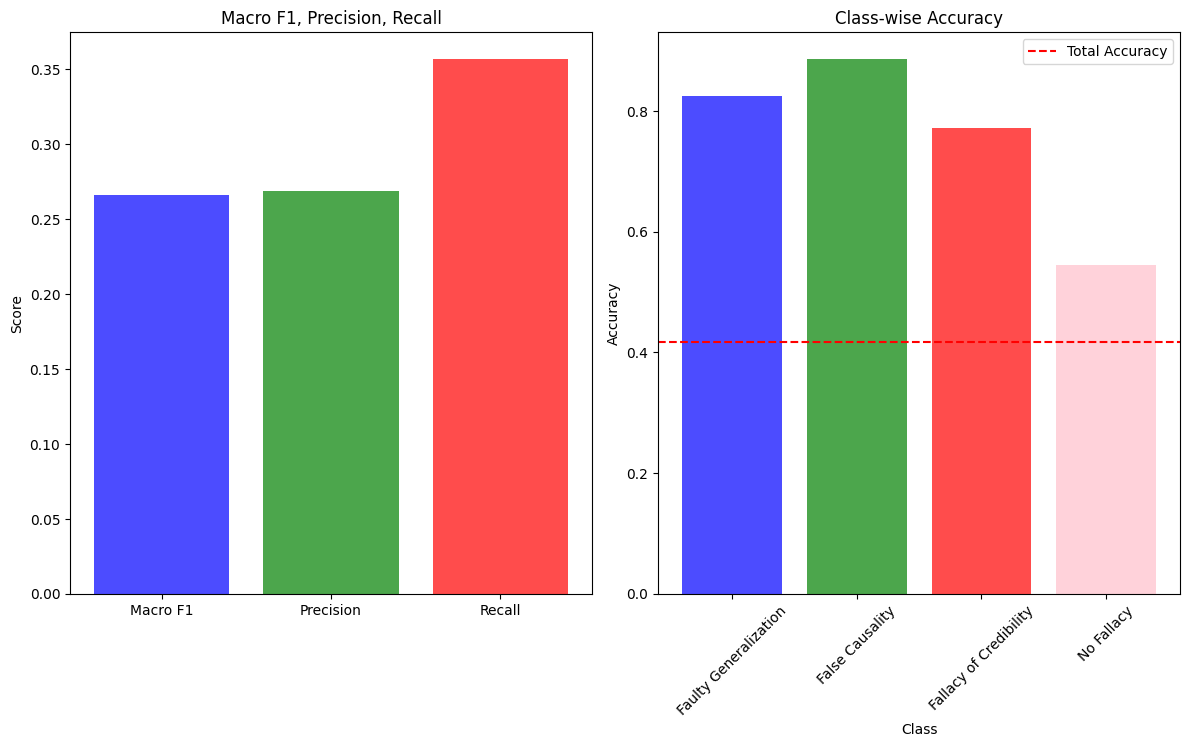 Macro F1, Precision, Recall
Score
0.35
0.30
0.25
0.20
0.15
0.10
0.05
0.00
Macro F1
Precision
Recall
Class-wise Accuracy
Total Accuracy
Accuracy
0.8
0.6
0.4
0.2
0.0
Faulty Generalization
False Causality
Fallacy of Credibility
No Fallacy
Class